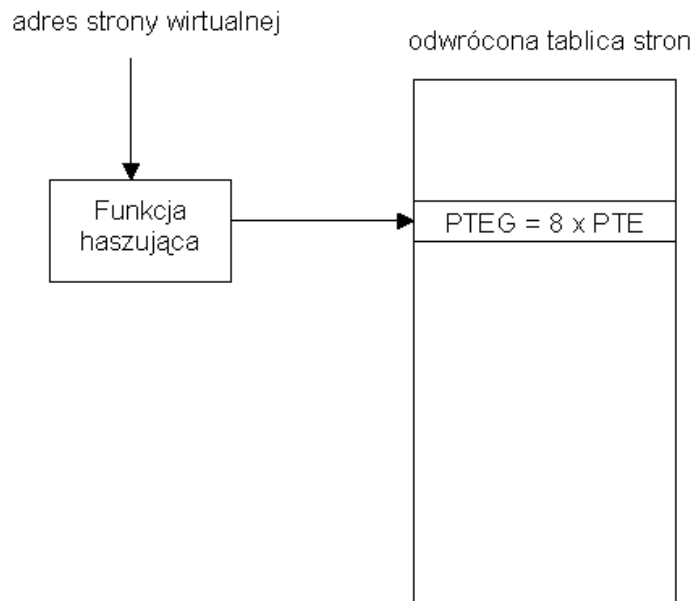 adres strony wirtualnej
odwrócona tablica stron
Funkcja
haszująca
PTEG = 8 x PTE